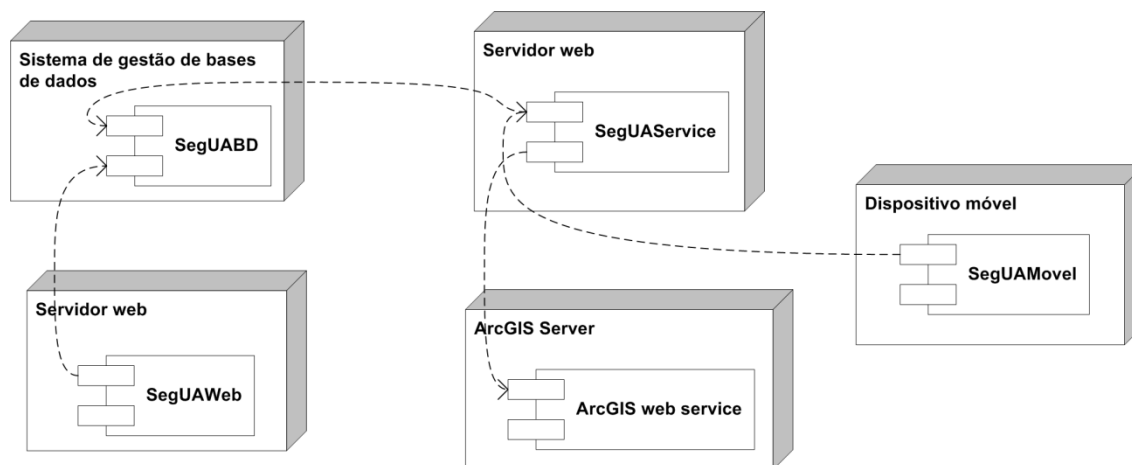 Sistema de gestão de bases
de dados
SegUABD
Servidor web
SegUAService
Dispositivo móvel
SegUAMovel
Servidor web
SegUAWeb
ArcGIS Server
ArcGIS web service